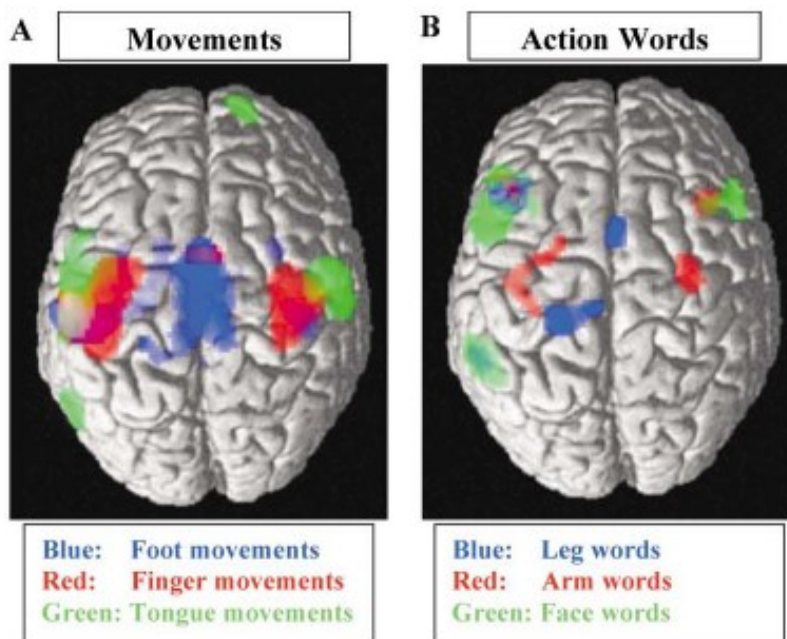 A
Movements
B
Action Words
Blue: Foot movements
Red: Finger movements
Green: Tongue movements
Blue: Leg words
Red: Arm words
Green: Face words